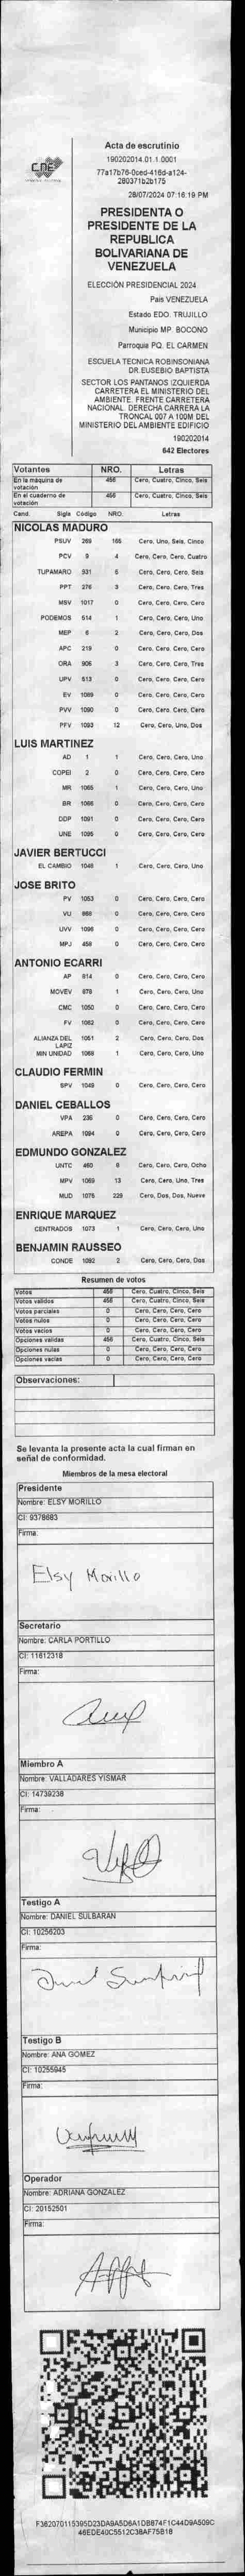 CNE
Acta de escrutinio
190202014.01.1.0001
77a17b76-0ced-416d-a124-
280371b2b175
28/07/2024 07:16:19 PM
PRESIDENTA O
PRESIDENTE DE LA
REPUBLICA
BOLIVARIANA DE
VENEZUELA
ELECCIÓN PRESIDENCIAL 2024
País VENEZUELA
Estado EDO. TRUJILLO
Municipio MP. BOCONO
Parroquia PQ. EL CARMEN
ESCUELA TECNICA ROBINSONIANA
DR.EUSEBIO BAPTISTA
SECTOR LOS PANTANOS IZQUIERDA
CARRETERA EL MINISTERIO DEL
AMBIENTE. FRENTE CARRETERA
NACIONAL. DERECHA CARRERA LA
TRONCAL 007 A 100M DEL
MINISTERIO DEL AMBIENTE EDIFICIO
190202014
642 Electores
Votantes NRO. Letras
En la máquina de votación 456 Cero, Cuatro, Cinco, Seis
En el cuaderno de votación 456 Cero, Cuatro, Cinco, Seis
Cand. Sigla Código NRO. Letras
NICOLAS MADURO
PSUV 269 165 Cero, Uno, Seis, Cinco
PCV 9 4 Cero, Cero, Cero, Cuatro
TUPAMARO 531 6 Cero, Cero, Cero, Seis
PPT 276 3 Cero, Cero, Cero, Tres
MSV 1017 0 Cero, Cero, Cero, Cero
PODEMOS 514 1 Cero, Cero, Cero, Uno
MEP 6 2 Cero, Cero, Cero, Dos
APC 219 0 Cero, Cero, Cero, Cero
ORA 906 3 Cero, Cero, Cero, Tres
UPV 513 0 Cero, Cero, Cero, Cero
EV 1089 0 Cero, Cero, Cero, Cero
PVV 1090 0 Cero, Cero, Cero, Cero
PFV 1093 12 Cero, Cero, Uno, Dos
LUIS MARTINEZ
AD 1 1 Cero, Cero, Cero, Uno
COPEI 2 0 Cero, Cero, Cero, Cero
MR 1065 1 Cero, Cero, Cero, Uno
BR 1066 0 Cero, Cero, Cero, Cero
DDP 1091 0 Cero, Cero, Cero, Cero
UNE 1095 0 Cero, Cero, Cero, Cero
JAVIER BERTUCCI
EL CAMBIO 1046 1 Cero, Cero, Cero, Uno
JOSE BRITO
PV 1053 0 Cero, Cero, Cero, Cero
VU 868 0 Cero, Cero, Cero, Cero
UVV 1096 0 Cero, Cero, Cero, Cero
MPJ 458 0 Cero, Cero, Cero, Cero
ANTONIO ECARRI
AP 814 0 Cero, Cero, Cero, Cero
MOVEV 878 1 Cero, Cero, Cero, Uno
CMC 1050 0 Cero, Cero, Cero, Cero
FV 1062 0 Cero, Cero, Cero, Cero
ALIANZA DEL LAPIZ 1051 2 Cero, Cero, Cero, Dos
MIN UNIDAD 1068 1 Cero, Cero, Cero, Uno
CLAUDIO FERMIN
SPV 1049 0 Cero, Cero, Cero, Cero
DANIEL CEBALLOS
VPA 236 0 Cero, Cero, Cero, Cero
AREPA 1094 0 Cero, Cero, Cero, Cero
EDMUNDO GONZALEZ
UNTC 460 8 Cero, Cero, Cero, Ocho
MPV 1069 13 Cero, Cero, Uno, Tres
MUD 1076 229 Cero, Dos, Dos, Nueve
ENRIQUE MARQUEZ
CENTRADOS 1073 1 Cero, Cero, Cero, Uno
BENJAMIN RAUSSEO
CONDE 1092 2 Cero, Cero, Cero, Dos
Resumen de votos
Votos 456 Cero, Cuatro, Cinco, Seis
Votos validos 456 Cero, Cuatro, Cinco, Seis
Votos parciales 0 Cero, Cero, Cero, Cero
Votos nulos 0 Cero, Cero, Cero, Cero
Votos vacios 0 Cero, Cero, Cero, Cero
Opciones validas 456 Cero, Cuatro, Cinco, Seis
Opciones nulas 0 Cero, Cero, Cero, Cero
Opciones vacias 0 Cero, Cero, Cero, Cero
Observaciones:
Se levanta la presente acta la cual firman en
señal de conformidad.
Miembros de la mesa electoral
Presidente
Nombre: ELSY MORILLO
CI: 9378683
Firma:
Elsy Morillo
Secretario
Nombre: CARLA PORTILLO
CI: 11612318
Firma:
Miembro A
Nombre: VALLADARES YISMAR
CI: 14739238
Firma:
Testigo A
Nombre: DANIEL SULBARAN
CI: 10256203
Firma:
Testigo B
Nombre: ANA GOMEZ
CI: 10255945
Firma:
Operador
Nombre: ADRIANA GONZALEZ
CI: 20152501
Firma:
F362070115395D23DA9A5D6A1DB874F1C44D9A509C
46EDE40C5512C38AF75B18